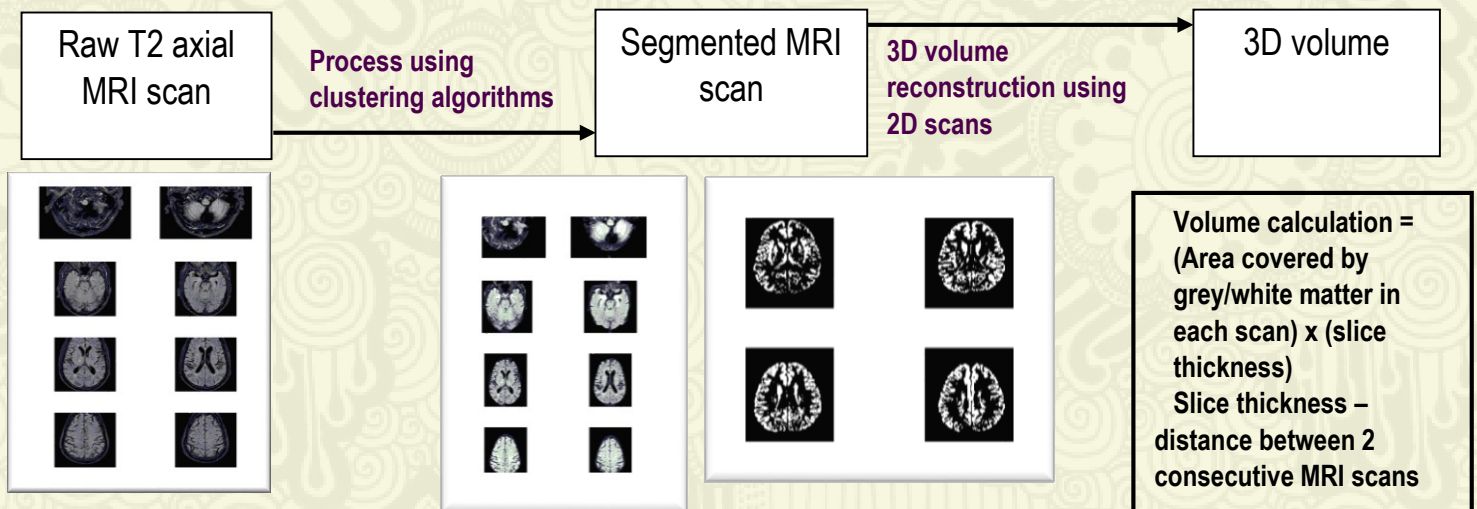 Raw T2 axial
MRI scan
Process using
clustering algorithms
Segmented MRI
scan
3D volume
reconstruction using
2D scans
3D volume
Volume calculation =
(Area covered by
grey/white matter in
each scan) x (slice
thickness)
Slice thickness –
distance between 2
consecutive MRI scans